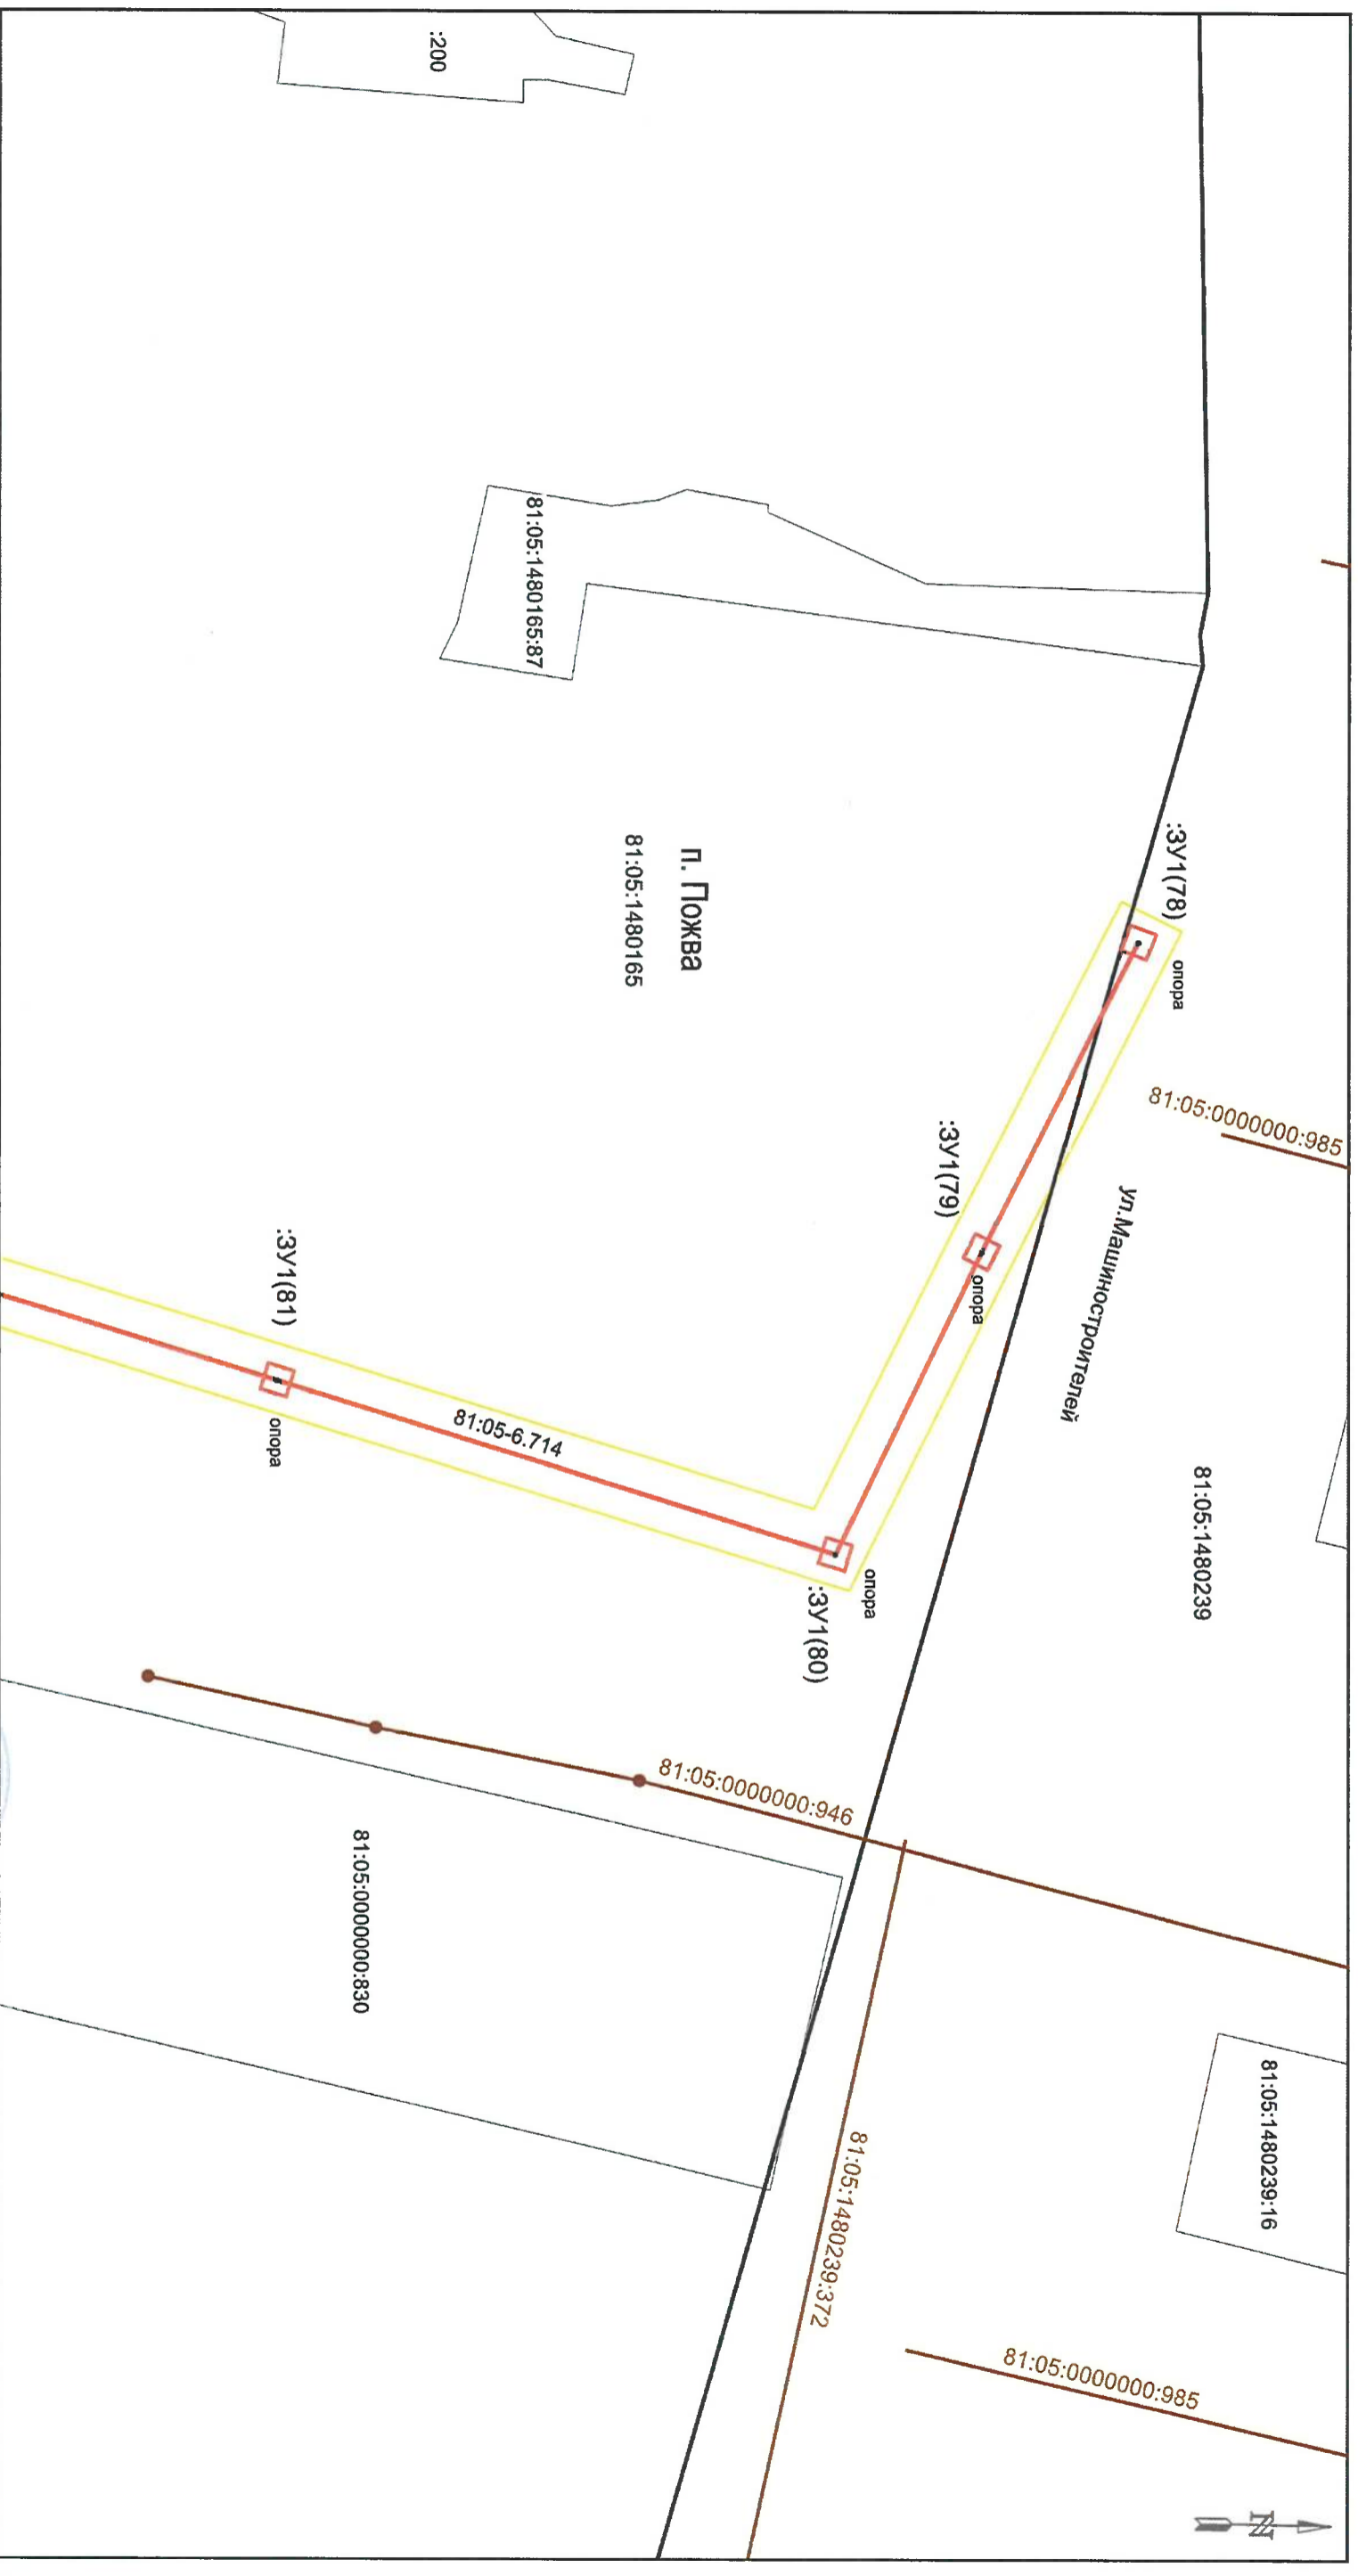 :200
81:05:1480165:87
п. Пожва
81:05:1480165
:ЗУ1(78)
опора
81:05:0000000:985
ул.Машиностроителей
:ЗУ1(79)
опора
81:05:1480239
:ЗУ1(81)
опора
81:05-6.714
опора
:ЗУ1(80)
81:05:0000000:946
81:05:0000000:830
81:05:1480239:16
81:05:1480239:372
81:05:0000000:985
N